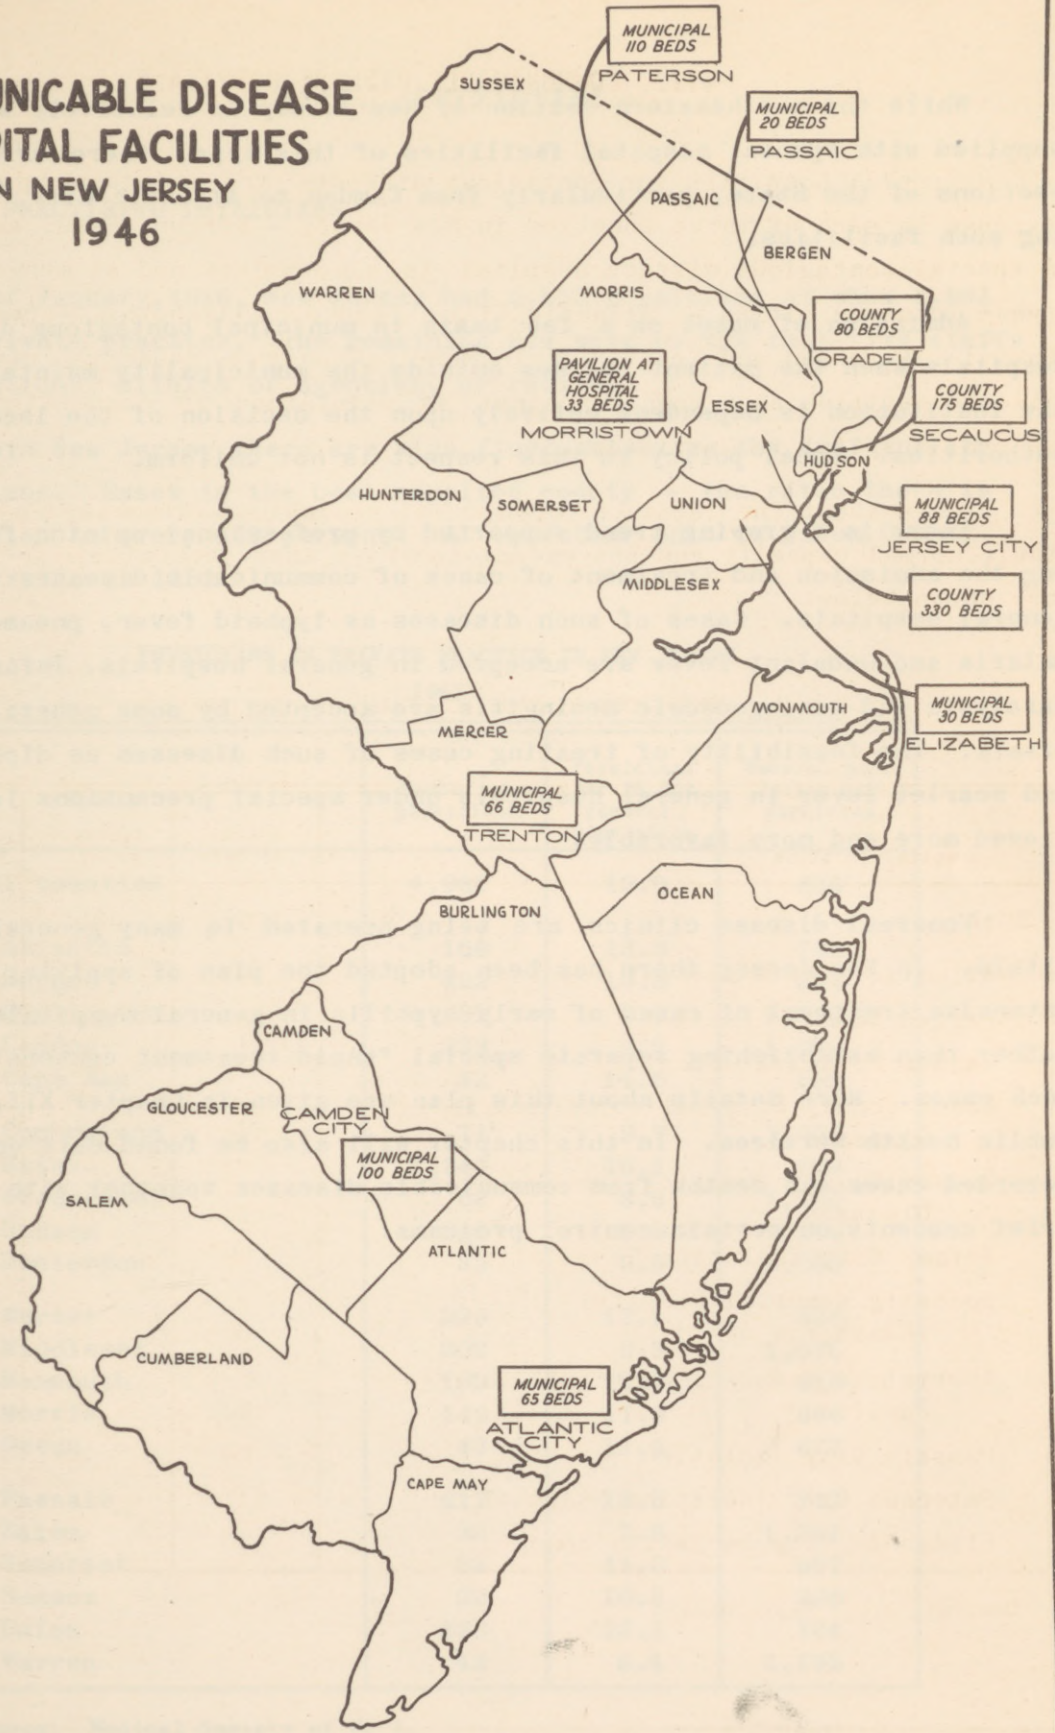 UNICABLE DISEASE
PITAL FACILITIES
N NEW JERSEY
1946
MUNICIPAL
110 BEDS
PATERSON
MUNICIPAL
20 BEDS
PASSAIC
SUSSEX
PASSAIC
BERGEN
WARREN
MORRIS
COUNTY
80 BEDS
ORADELL
PAVILION AT
GENERAL
HOSPITAL
33 BEDS
MORRISTOWN
ESSEX
COUNTY
175 BEDS
SECAUCUS
HUDSON
HUNTERDON
SOMERSET
UNION
MUNICIPAL
88 BEDS
JERSEY CITY
MIDDLESEX
COUNTY
330 BEDS
MERCER
MONMOUTH
MUNICIPAL
30 BEDS
ELIZABETH
MUNICIPAL
66 BEDS
TRENTON
OCEAN
BURLINGTON
CAMDEN
GLOUCESTER
CAMDEN
CITY
MUNICIPAL
100 BEDS
SALEM
ATLANTIC
CUMBERLAND
MUNICIPAL
65 BEDS
ATLANTIC
CITY
CAPE MAY